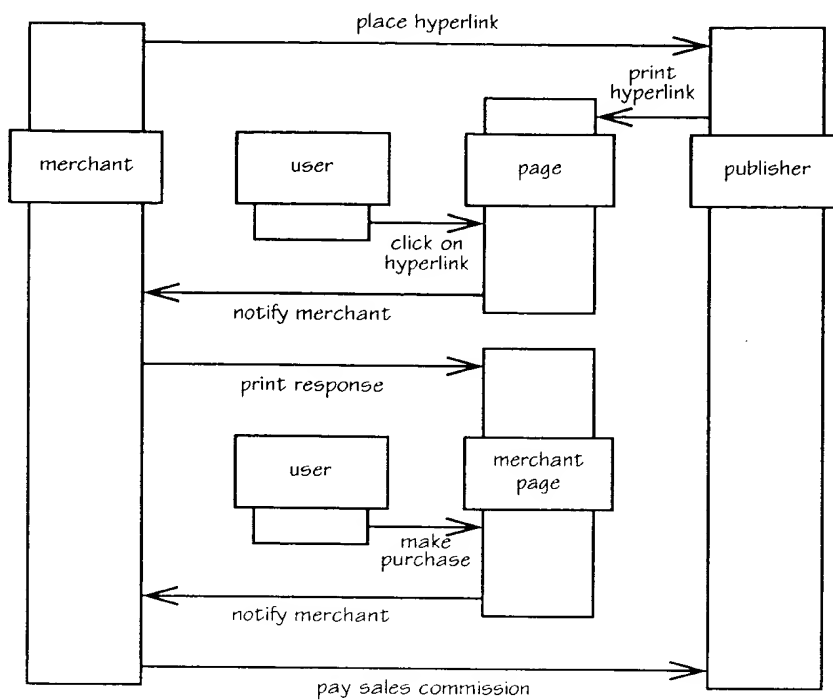 place hyperlink
print
hyperlink
merchant
user
page
publisher
click on
hyperlink
notify merchant
print response
user
merchant
page
make
purchase
notify merchant
pay sales commission